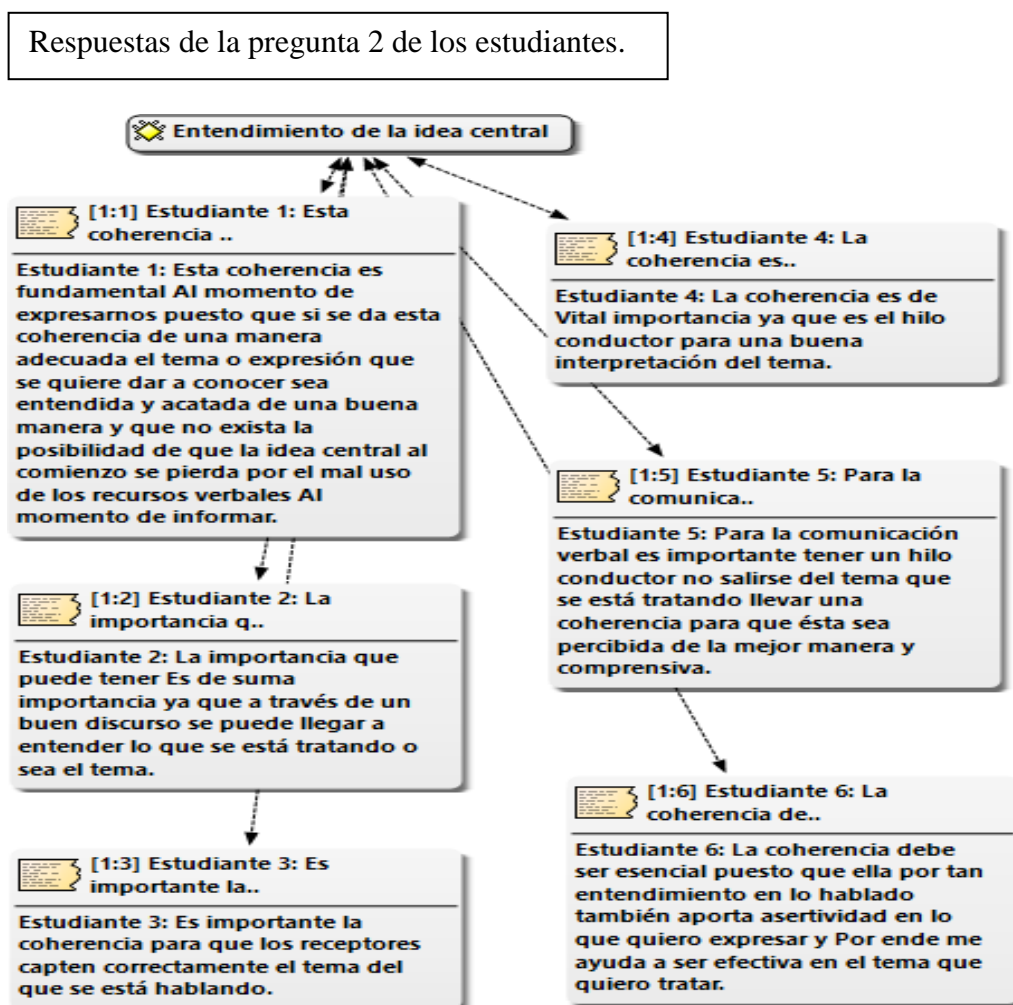 Respuestas de la pregunta 2 de los estudiantes.
Entendimiento de la idea central
[1:1] Estudiante 1: Esta
coherencia ..
Estudiante 1: Esta coherencia es
fundamental Al momento de
expresarnos puesto que si se da esta
coherencia de una manera
adecuada el tema o expresión que
se quiere dar a conocer sea
entendida y acatada de una buena
manera y que no exista la
posibilidad de que la idea central al
comienzo se pierda por el mal uso
de los recursos verbales Al
momento de informar.
[1:2] Estudiante 2: La
importancia q..
Estudiante 2: La importancia que
puede tener Es de suma
importancia ya que a través de un
buen discurso se puede llegar a
entender lo que se está tratando o
sea el tema.
[1:3] Estudiante 3: Es
importante la..
Estudiante 3: Es importante la
coherencia para que los receptores
capten correctamente el tema del
que se está hablando.
[1:4] Estudiante 4: La
coherencia es..
Estudiante 4: La coherencia es de
Vital importancia ya que es el hilo
conductor para una buena
interpretación del tema.
[1:5] Estudiante 5: Para la
comunica..
Estudiante 5: Para la comunicación
verbal es importante tener un hilo
conductor no salirse del tema que
se está tratando llevar una
coherencia para que ésta sea
percibida de la mejor manera y
comprensiva.
[1:6] Estudiante 6: La
coherencia de..
Estudiante 6: La coherencia debe
ser esencial puesto que ella por tan
entendimiento en lo hablado
también aporta asertividad en lo
que quiero expresar y Por ende me
ayuda a ser efectiva en el tema que
quiero tratar.